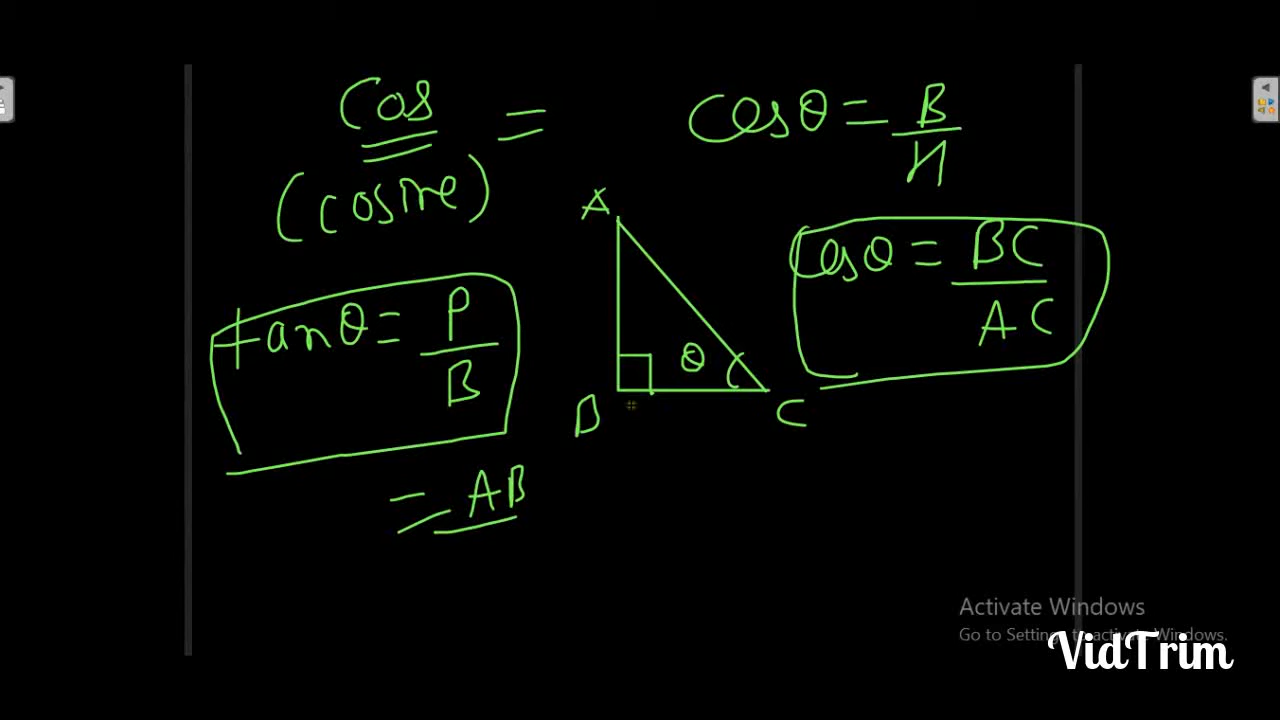 Cos =
(cosine)
Cosθ = B/H
A
Cosθ = BC/AC
tanθ = P/B
θ
B
C
= AB
Activate Windows
Go to Settings to activate Windows.
VidTrim